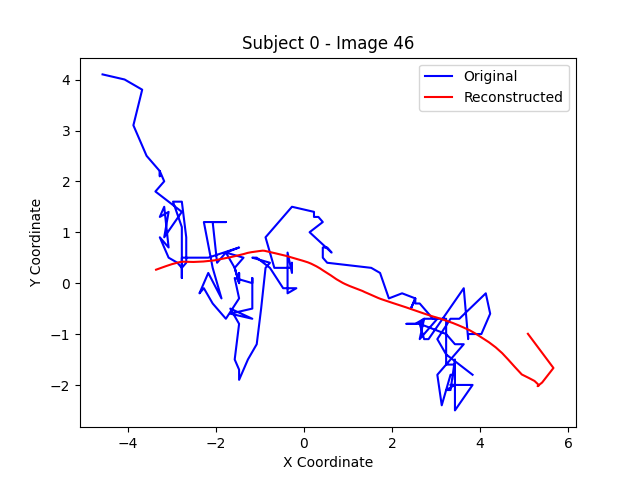 Subject 0 - Image 46
Original
Reconstructed
4
3
2
1
0
−1
−2
Y Coordinate
−4
−2
0
2
4
6
X Coordinate